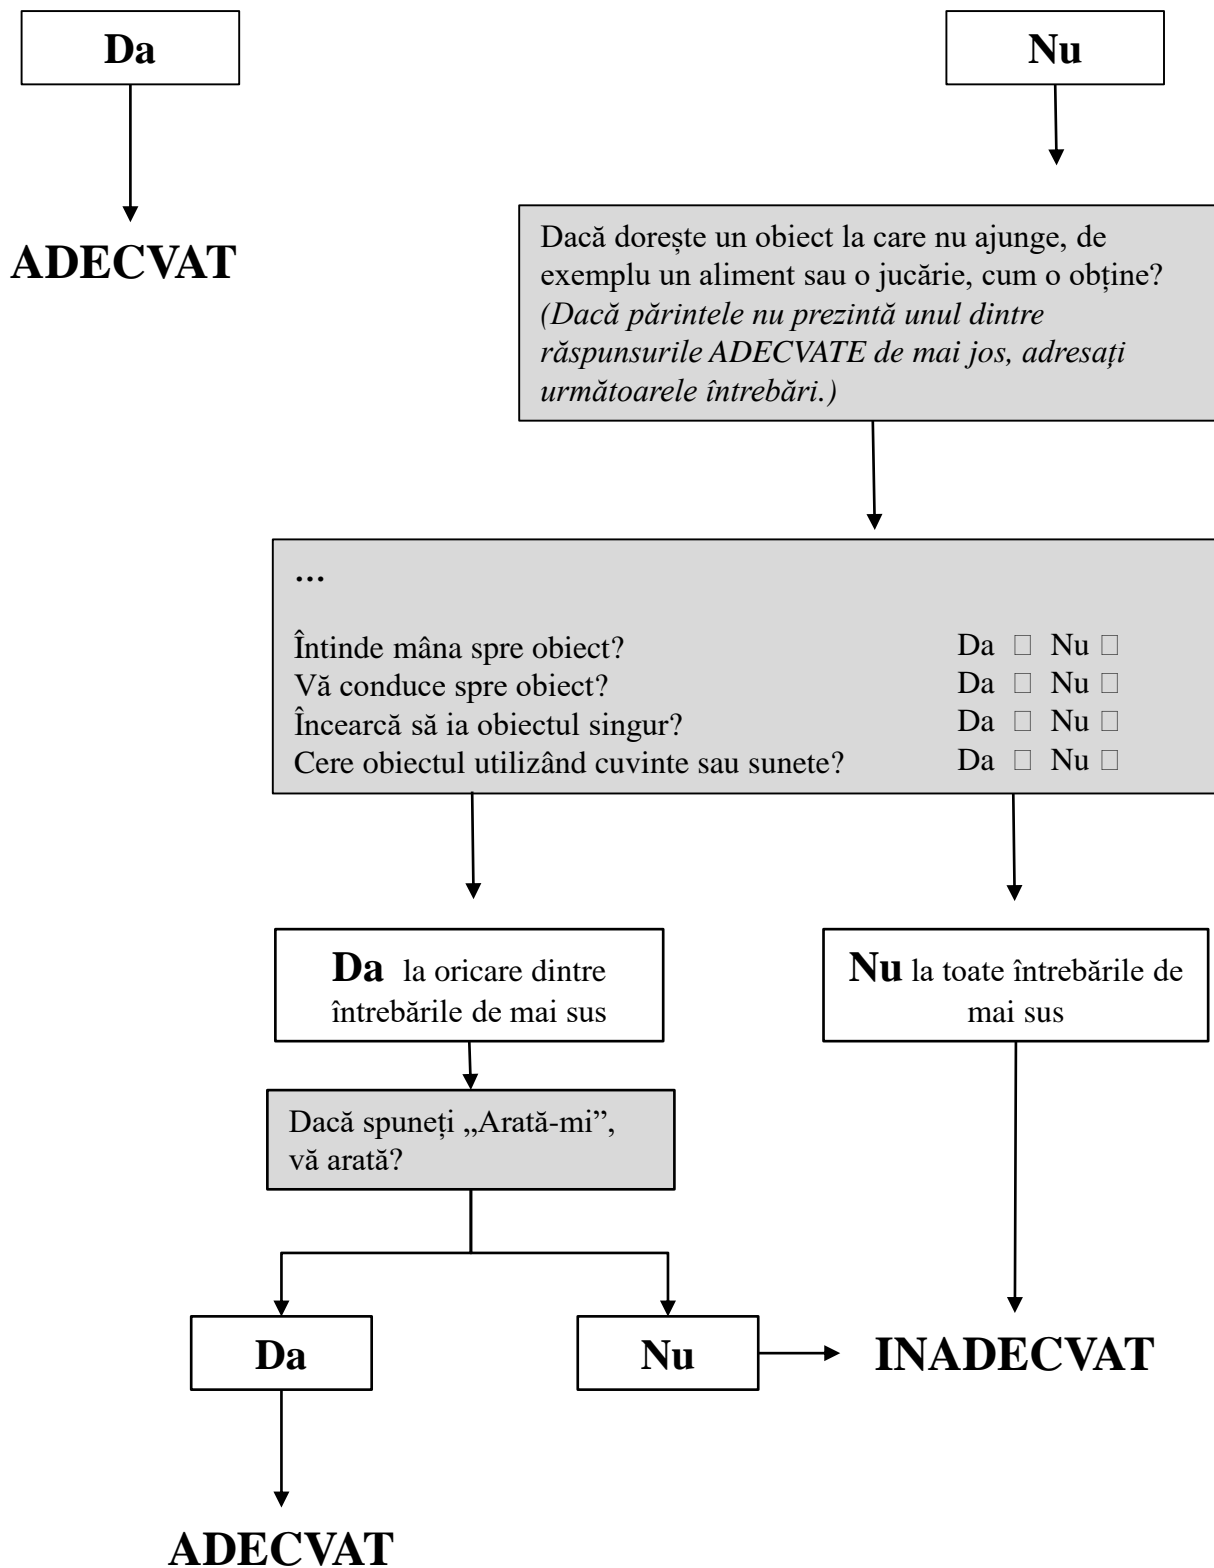 Da
Nu
ADECVAT
Dacă dorește un obiect la care nu ajunge, de
exemplu un aliment sau o jucărie, cum o obține?
(Dacă părintele nu prezintă unul dintre
răspunsurile ADECVATE de mai jos, adresați
următoarele întrebări.)
...
Întinde mâna spre obiect? Da □ Nu □
Vă conduce spre obiect? Da □ Nu □
Încearcă să ia obiectul singur? Da □ Nu □
Cere obiectul utilizând cuvinte sau sunete? Da □ Nu □
Da la oricare dintre
întrebările de mai sus
Nu la toate întrebările de
mai sus
Dacă spuneți „Arată-mi”,
vă arată?
Da
Nu
INADECVAT
ADECVAT